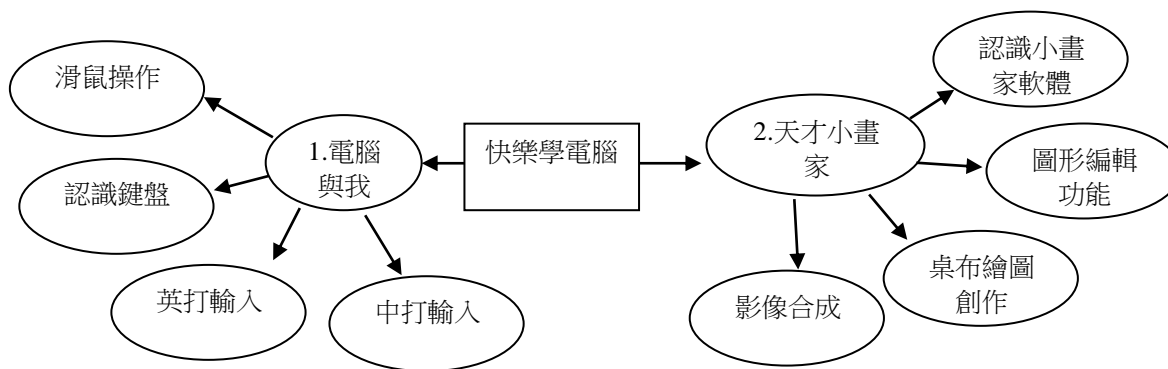 快樂學電腦
1.電腦
與我
滑鼠操作
認識鍵盤
英打輸入
中打輸入
2.天才小畫
家
認識小畫
家軟體
圖形編輯
功能
桌布繪圖
創作
影像合成